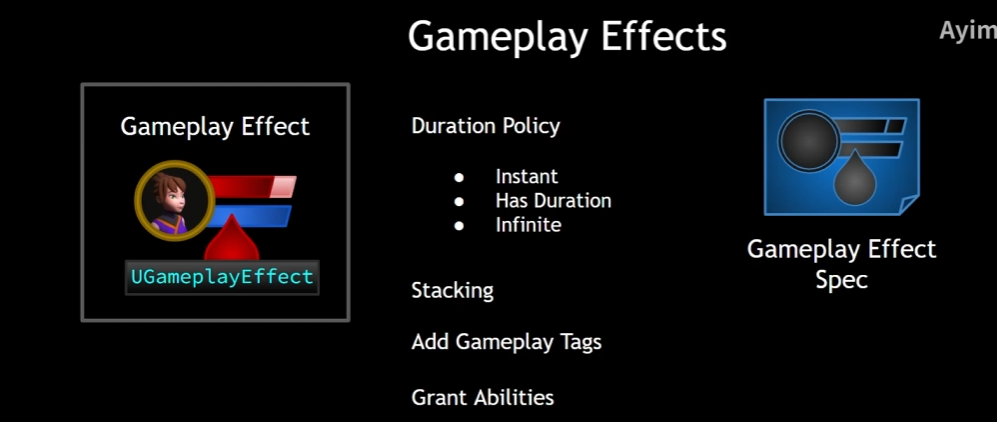 Gameplay Effects
Ayim
Gameplay Effect
UGameplayEffect
Duration Policy
● Instant
● Has Duration
● Infinite
Stacking
Add Gameplay Tags
Grant Abilities
Gameplay Effect
Spec